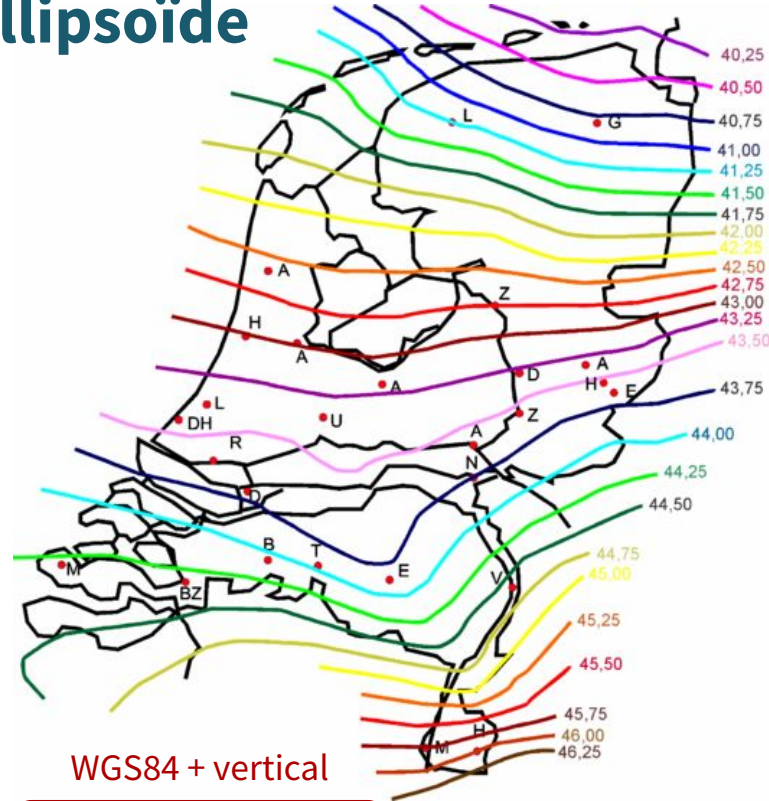 llipsoïde
40,25
40,50
L
G
40,75
41,00
41,25
41,50
41,75
42,00
42,25
A
42,50
42,75
Z
43,00
H
43,25
A
43,50
D
A
A
H
E
43,75
L
DH
U
Z
R
A
44,00
N
44,25
D
44,50
B
T
E
44,75
M
BZ
V
45,00
45,25
45,50
45,75
H
46,00
M
46,25
WGS84 + vertical